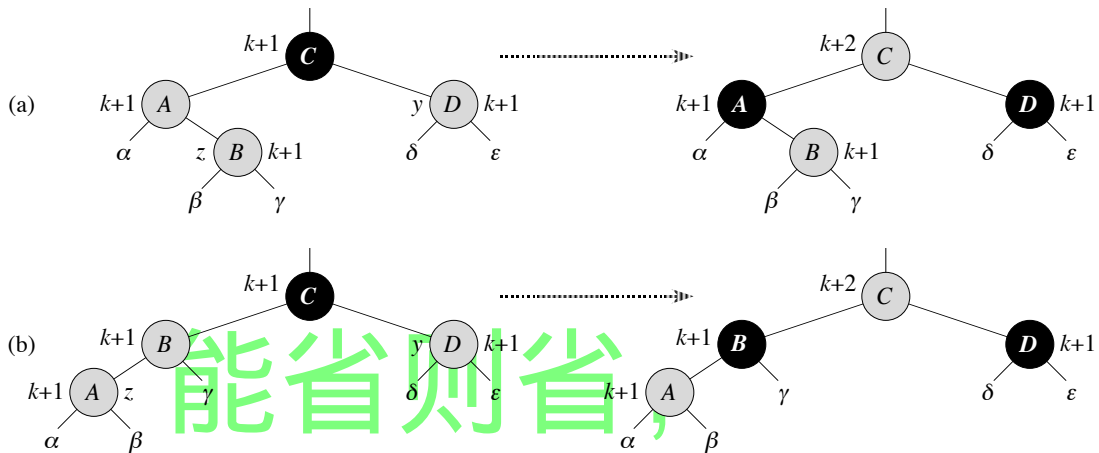 k+1 C k+2 C
(a) k+1 A y D k+1 k+1 A D k+1
α z B k+1 δ ε α B k+1 δ ε
β γ β γ
k+1 C k+2 C
(b) k+1 B y D k+1 k+1 B D k+1
k+1 A z γ δ ε k+1 A γ δ ε
α β α β
能省则省，